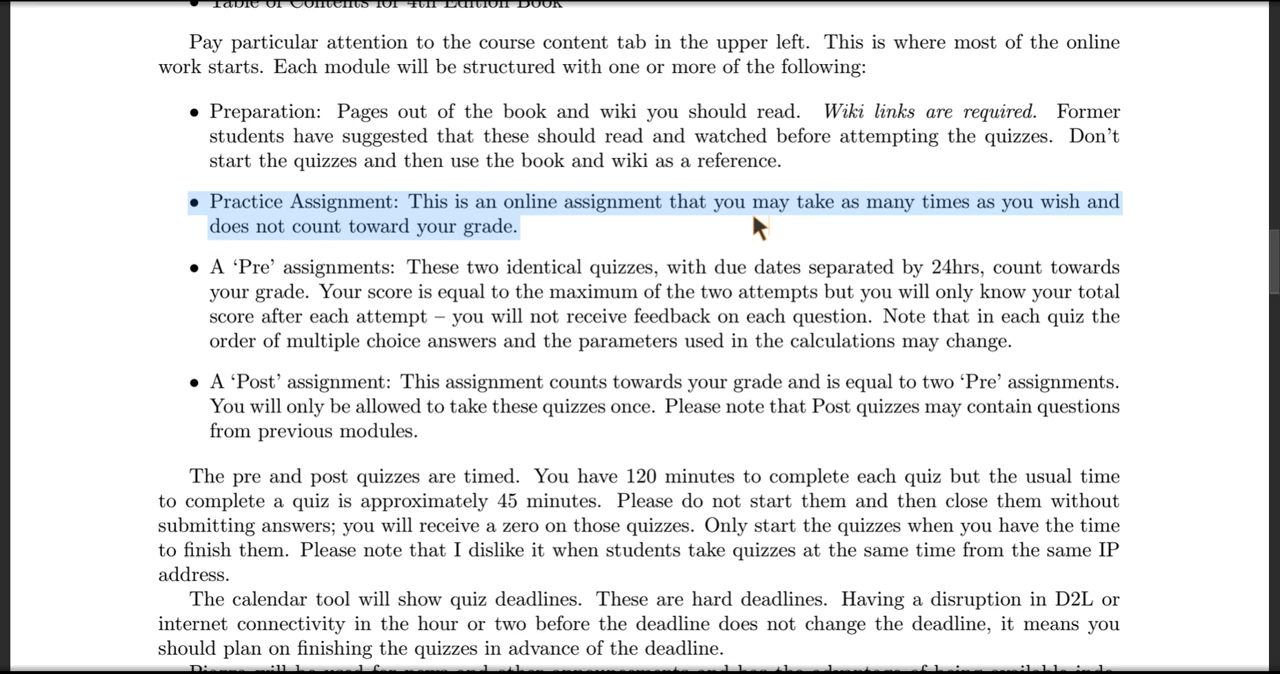 • Table of Contents for 4th Edition Book
Pay particular attention to the course content tab in the upper left. This is where most of the online
work starts. Each module will be structured with one or more of the following:
• Preparation: Pages out of the book and wiki you should read. Wiki links are required. Former
students have suggested that these should read and watched before attempting the quizzes. Don't
start the quizzes and then use the book and wiki as a reference.
• Practice Assignment: This is an online assignment that you may take as many times as you wish and
does not count toward your grade.
• A ‘Pre’ assignments: These two identical quizzes, with due dates separated by 24hrs, count towards
your grade. Your score is equal to the maximum of the two attempts but you will only know your total
score after each attempt – you will not receive feedback on each question. Note that in each quiz the
order of multiple choice answers and the parameters used in the calculations may change.
• A ‘Post’ assignment: This assignment counts towards your grade and is equal to two ‘Pre’ assignments.
You will only be allowed to take these quizzes once. Please note that Post quizzes may contain questions
from previous modules.
The pre and post quizzes are timed. You have 120 minutes to complete each quiz but the usual time
to complete a quiz is approximately 45 minutes. Please do not start them and then close them without
submitting answers; you will receive a zero on those quizzes. Only start the quizzes when you have the time
to finish them. Please note that I dislike it when students take quizzes at the same time from the same IP
address.
The calendar tool will show quiz deadlines. These are hard deadlines. Having a disruption in D2L or
internet connectivity in the hour or two before the deadline does not change the deadline, it means you
should plan on finishing the quizzes in advance of the deadline.